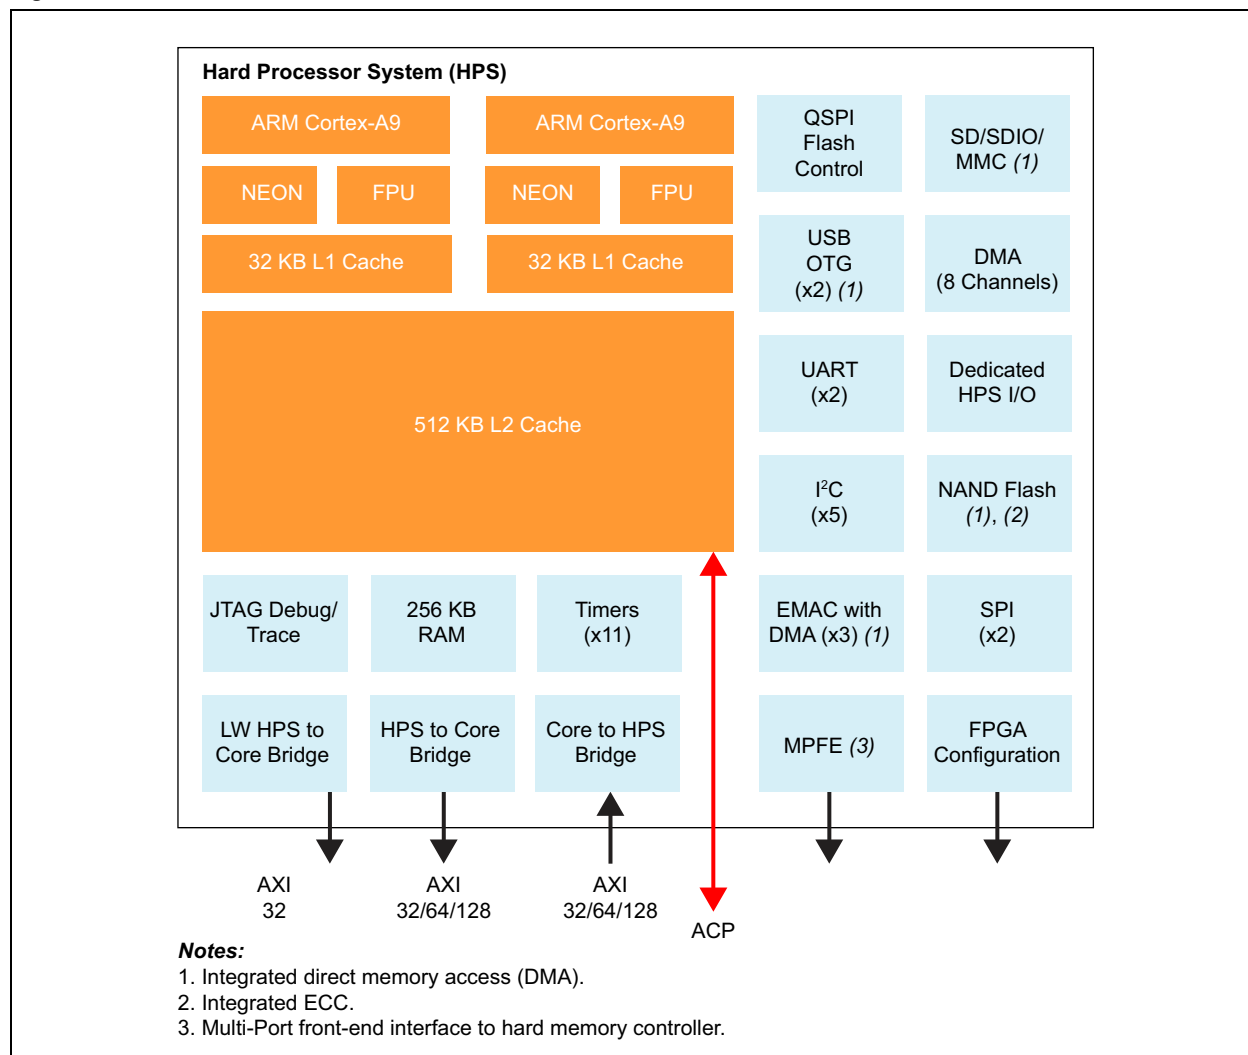 Hard Processor System (HPS)
ARM Cortex-A9
ARM Cortex-A9
NEON
FPU
NEON
FPU
32 KB L1 Cache
32 KB L1 Cache
512 KB L2 Cache
QSPI
Flash
Control
SD/SDIO/
MMC (1)
USB
OTG
(x2) (1)
DMA
(8 Channels)
UART
(x2)
Dedicated
HPS I/O
I²C
(x5)
NAND Flash
(1), (2)
JTAG Debug/
Trace
256 KB
RAM
Timers
(x11)
EMAC with
DMA (x3) (1)
SPI
(x2)
LW HPS to
Core Bridge
HPS to Core
Bridge
Core to HPS
Bridge
MPFE (3)
FPGA
Configuration
AXI
32
AXI
32/64/128
AXI
32/64/128
ACP
Notes:
1. Integrated direct memory access (DMA).
2. Integrated ECC.
3. Multi-Port front-end interface to hard memory controller.